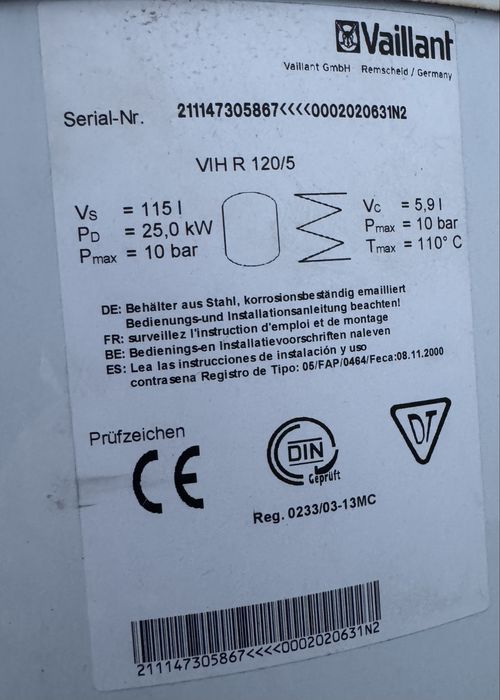 Vaillant
Vaillant GmbH Remscheid / Germany
Serial-Nr. 211147305867<<<<0002020631N2
VIH R 120/5
Vs = 115 l
PD = 25,0 kW
Pmax = 10 bar
Vc = 5,9 l
Pmax = 10 bar
Tmax = 110° C
DE: Behälter aus Stahl, korrosionsbeständig emailliert
Bedienungs-und Installationsanleitung beachten!
FR: surveillez l'instruction d'emploi et de montage
BE: Bedienings-en Installatievoorschriften naleven
ES: Lea las instrucciones de instalación y uso
contrasena Registro de Tipo: 05/FAP/0464/Feca:08.11.2000
Prüfzeichen
CE
DIN
Geprüft
DT
Reg. 0233/03-13MC
211147305867<<<<0002020631N2